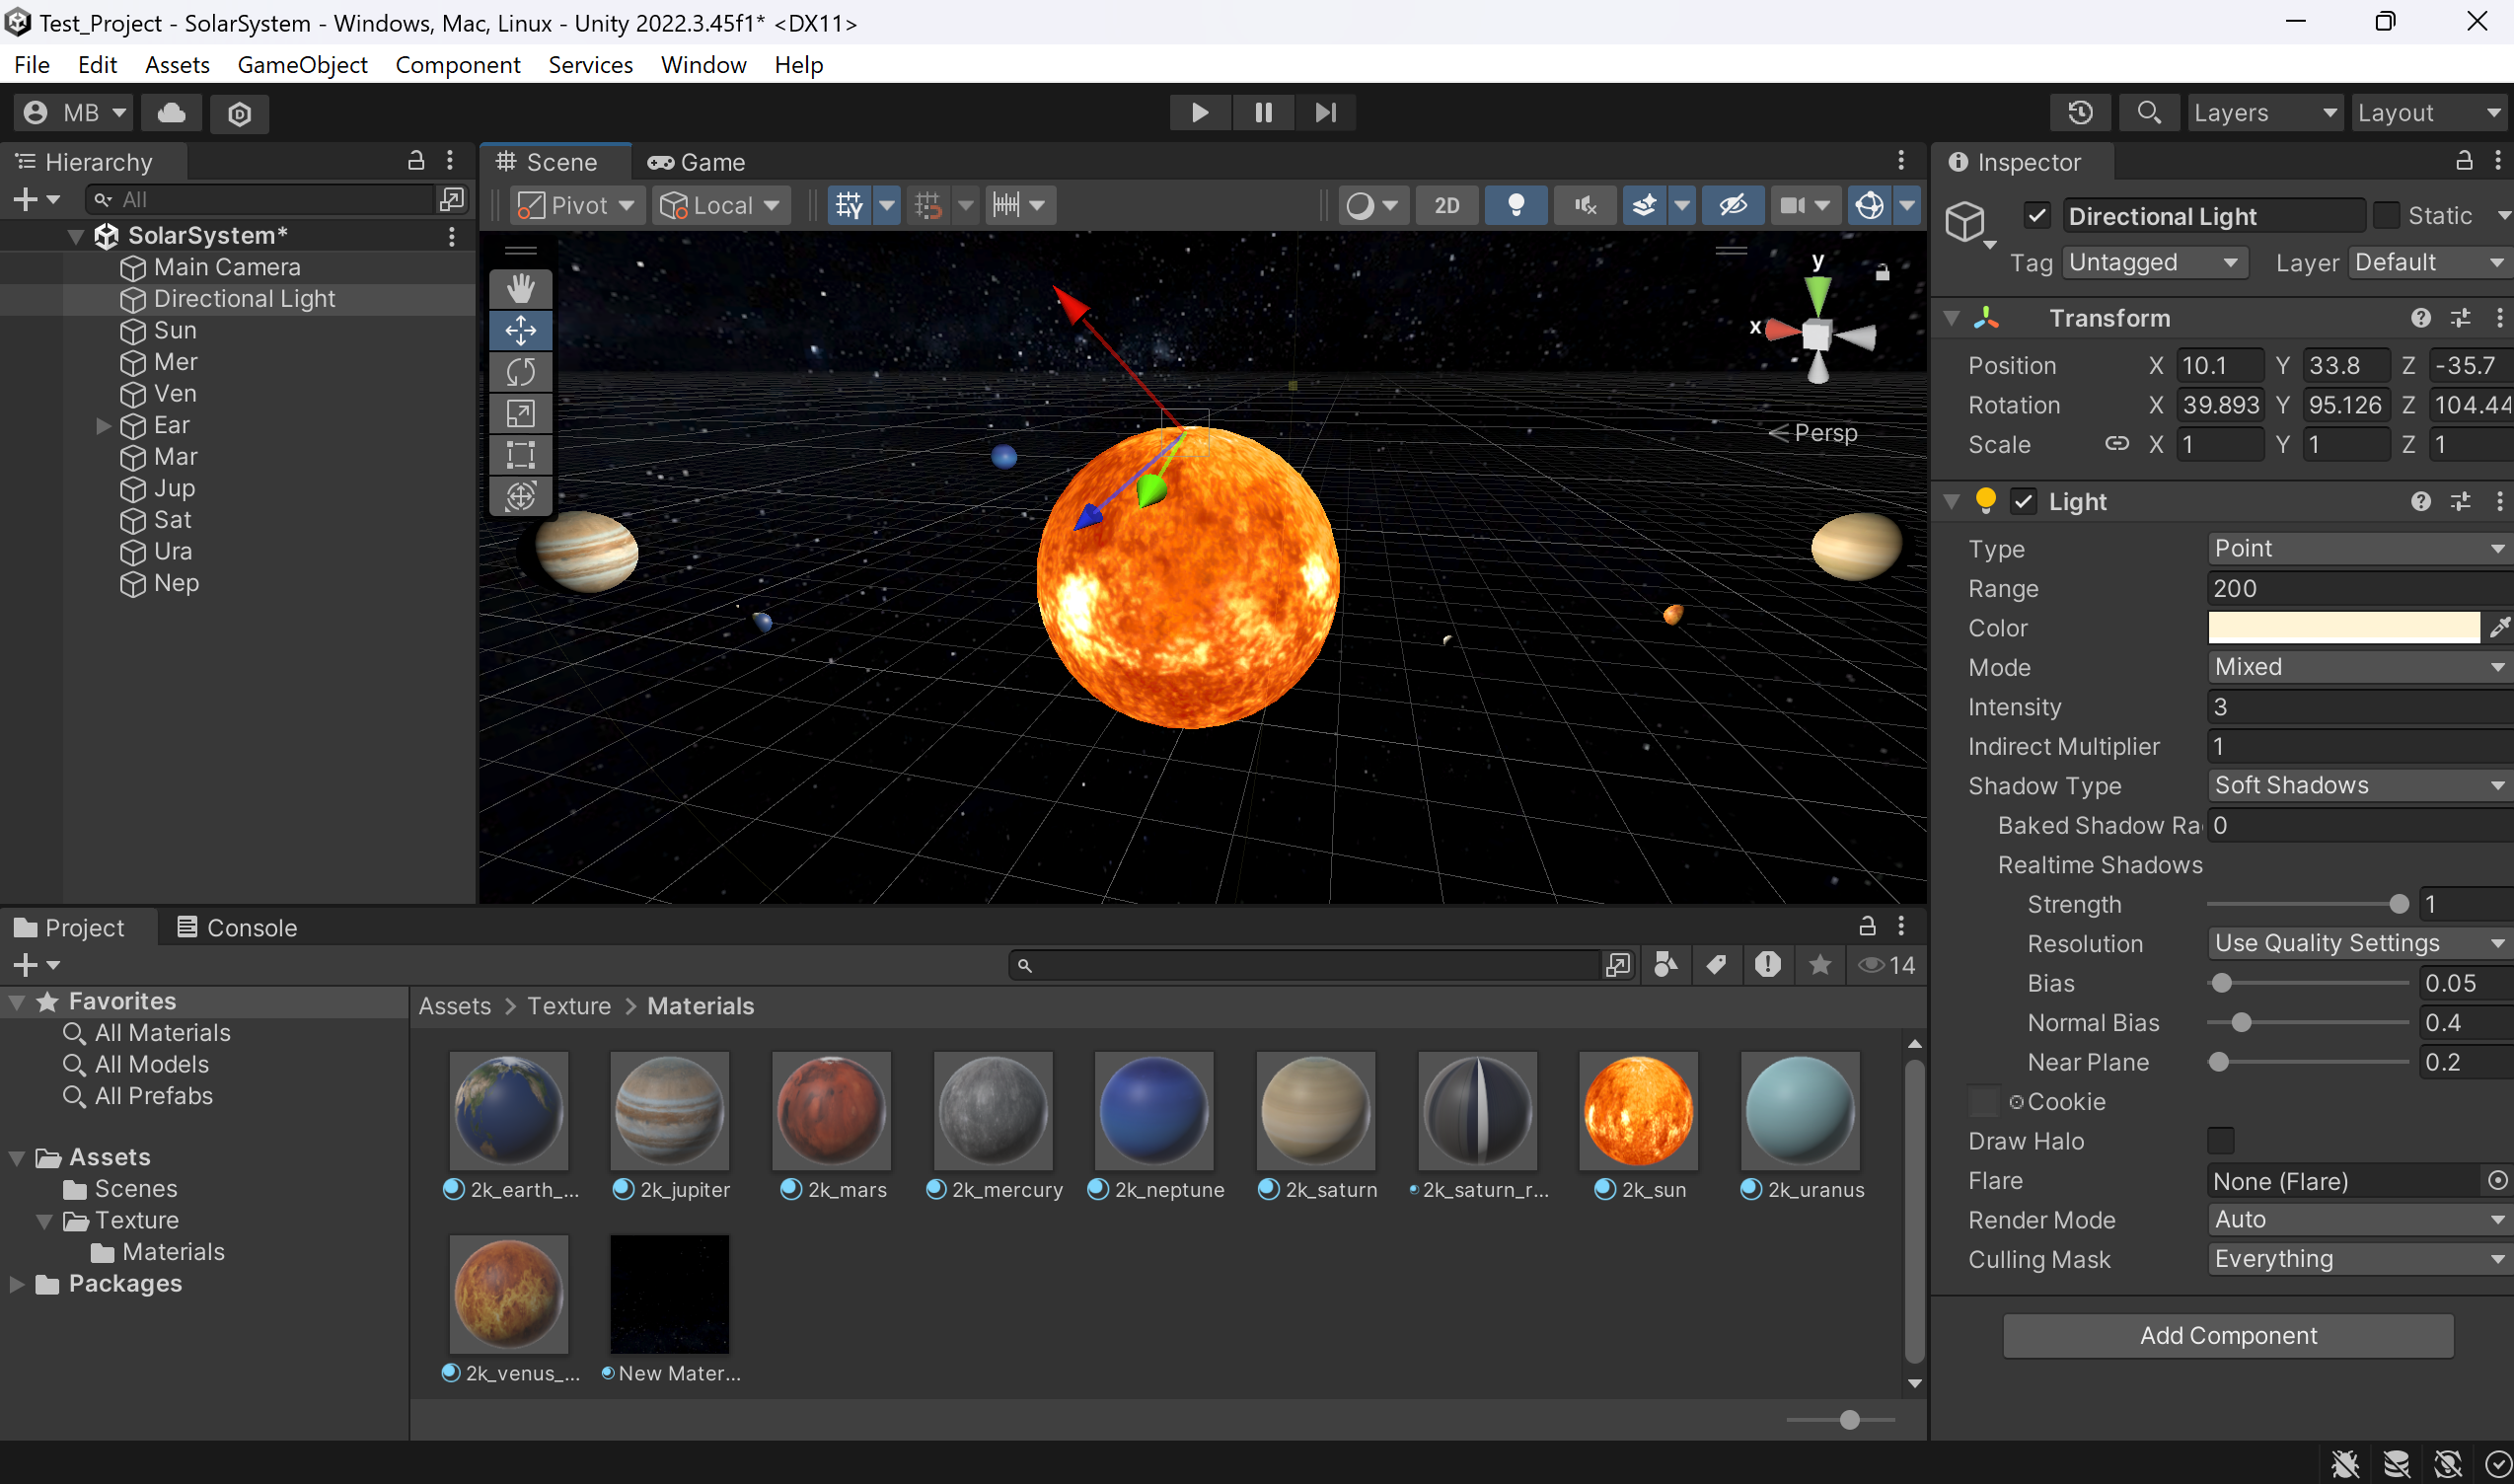 Test_Project - SolarSystem - Windows, Mac, Linux - Unity 2022.3.45f1* <DX11>
File Edit Assets GameObject Component Services Window Help
MB
Layers
Layout
Hierarchy
All
SolarSystem*
Main Camera
Directional Light
Sun
Mer
Ven
Ear
Mar
Jup
Sat
Ura
Nep
Scene
Game
Pivot
Local
2D
y
x
Persp
Inspector
Directional Light
Static
Tag Untagged Layer Default
Transform
Position X 10.1 Y 33.8 Z -35.7
Rotation X 39.893 Y 95.126 Z 104.44
Scale X 1 Y 1 Z 1
Light
Type Point
Range 200
Color
Mode Mixed
Intensity 3
Indirect Multiplier 1
Shadow Type Soft Shadows
Baked Shadow Ra 0
Realtime Shadows
Strength 1
Resolution Use Quality Settings
Bias 0.05
Normal Bias 0.4
Near Plane 0.2
Cookie
Draw Halo
Flare None (Flare)
Render Mode Auto
Culling Mask Everything
Add Component
Project
Console
14
Favorites
All Materials
All Models
All Prefabs
Assets
Scenes
Texture
Materials
Packages
Assets > Texture > Materials
2k_earth_...
2k_jupiter
2k_mars
2k_mercury
2k_neptune
2k_saturn
2k_saturn_r...
2k_sun
2k_uranus
2k_venus_...
New Mater...